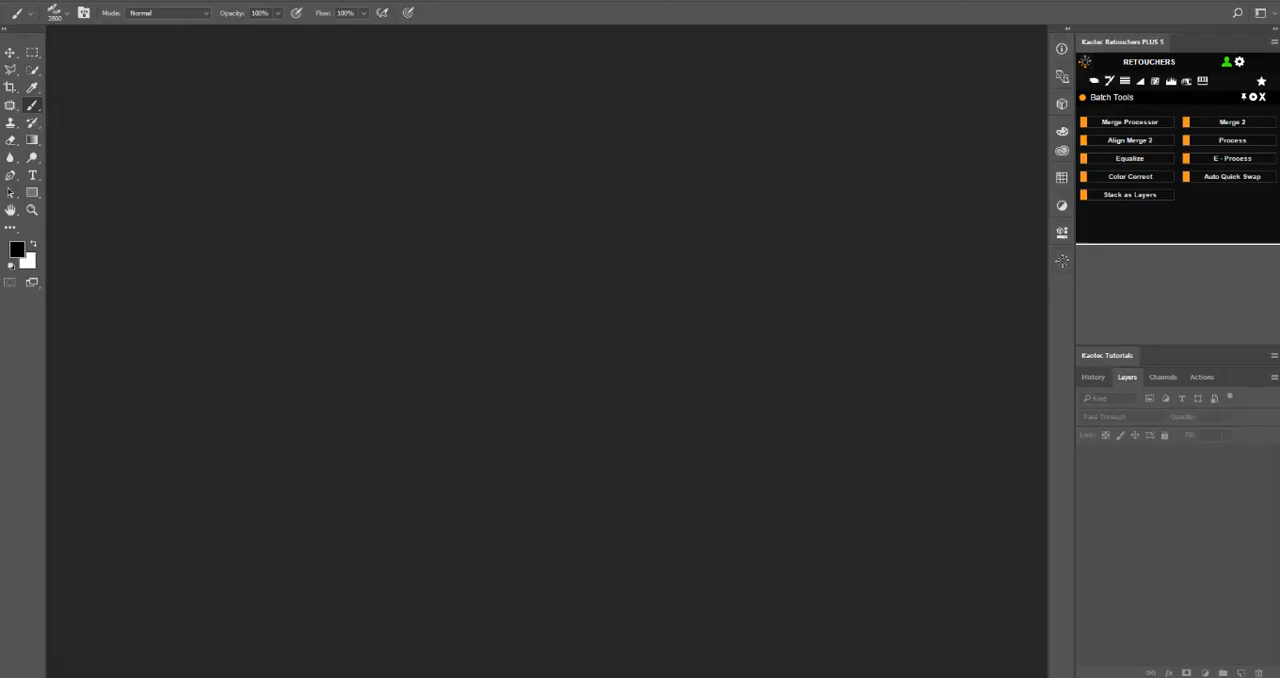 2800 Mode: Normal Opacity: 100% Flow: 100%
Kaotec Retouchers PLUS 5
RETOUCHERS
Batch Tools
Merge Processor Merge 2
Align Merge 2 Process
Equalize E - Process
Color Correct Auto Quick Swap
Stack as Layers
Kaotec Tutorials
History Layers Channels Actions
Kind
Pass Through Opacity:
Lock: Fill: